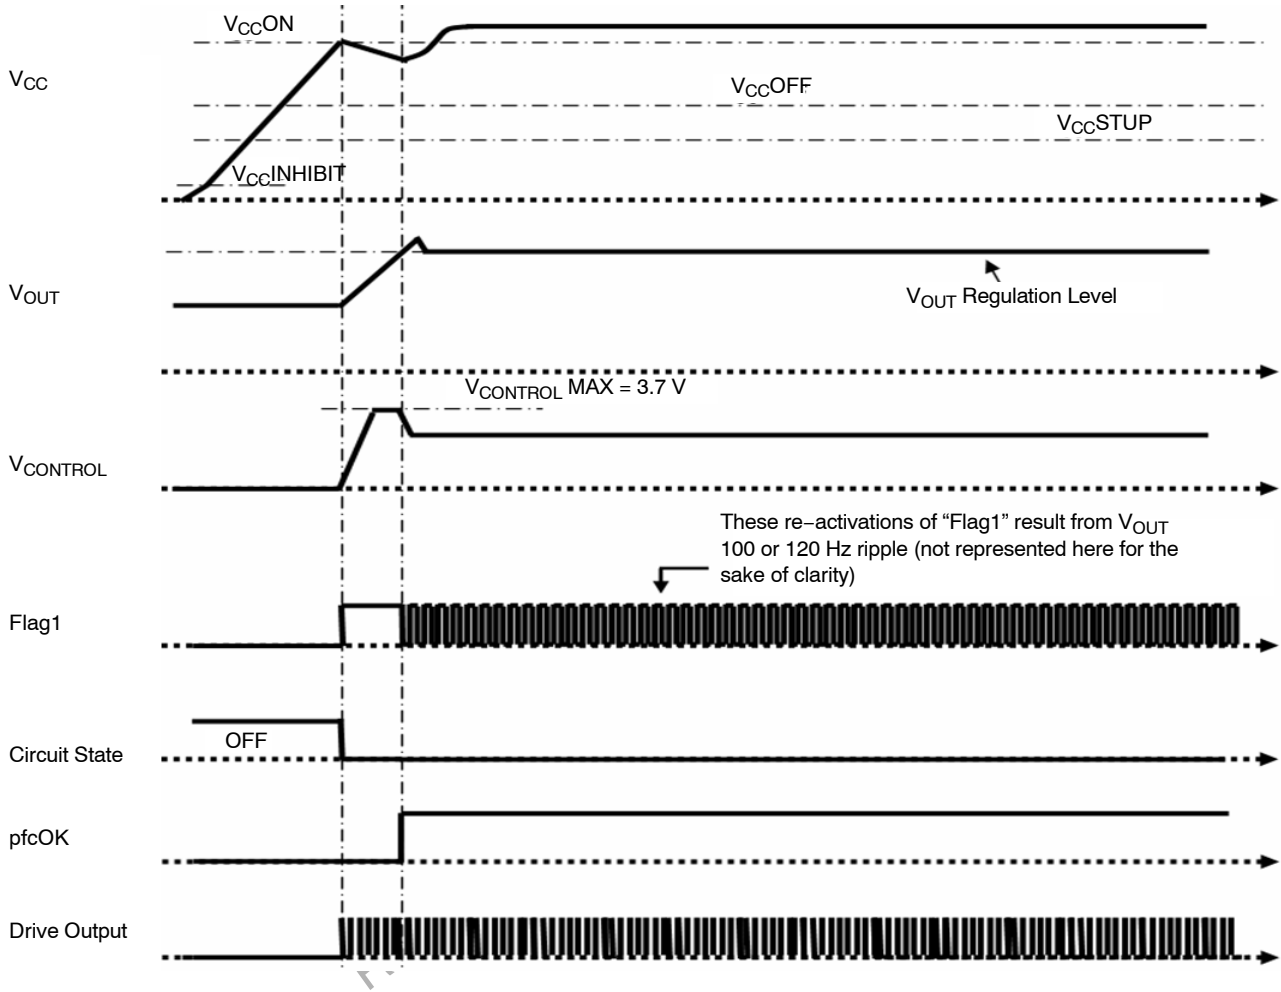 VCCON
VCC
VCCOFF
VCCSTUP
VCCINHIBIT
VOUT
VOUT Regulation Level
VCONTROL MAX = 3.7 V
VCONTROL
These re−activations of “Flag1” result from VOUT
100 or 120 Hz ripple (not represented here for the
sake of clarity)
Flag1
OFF
Circuit State
pfcOK
Drive Output